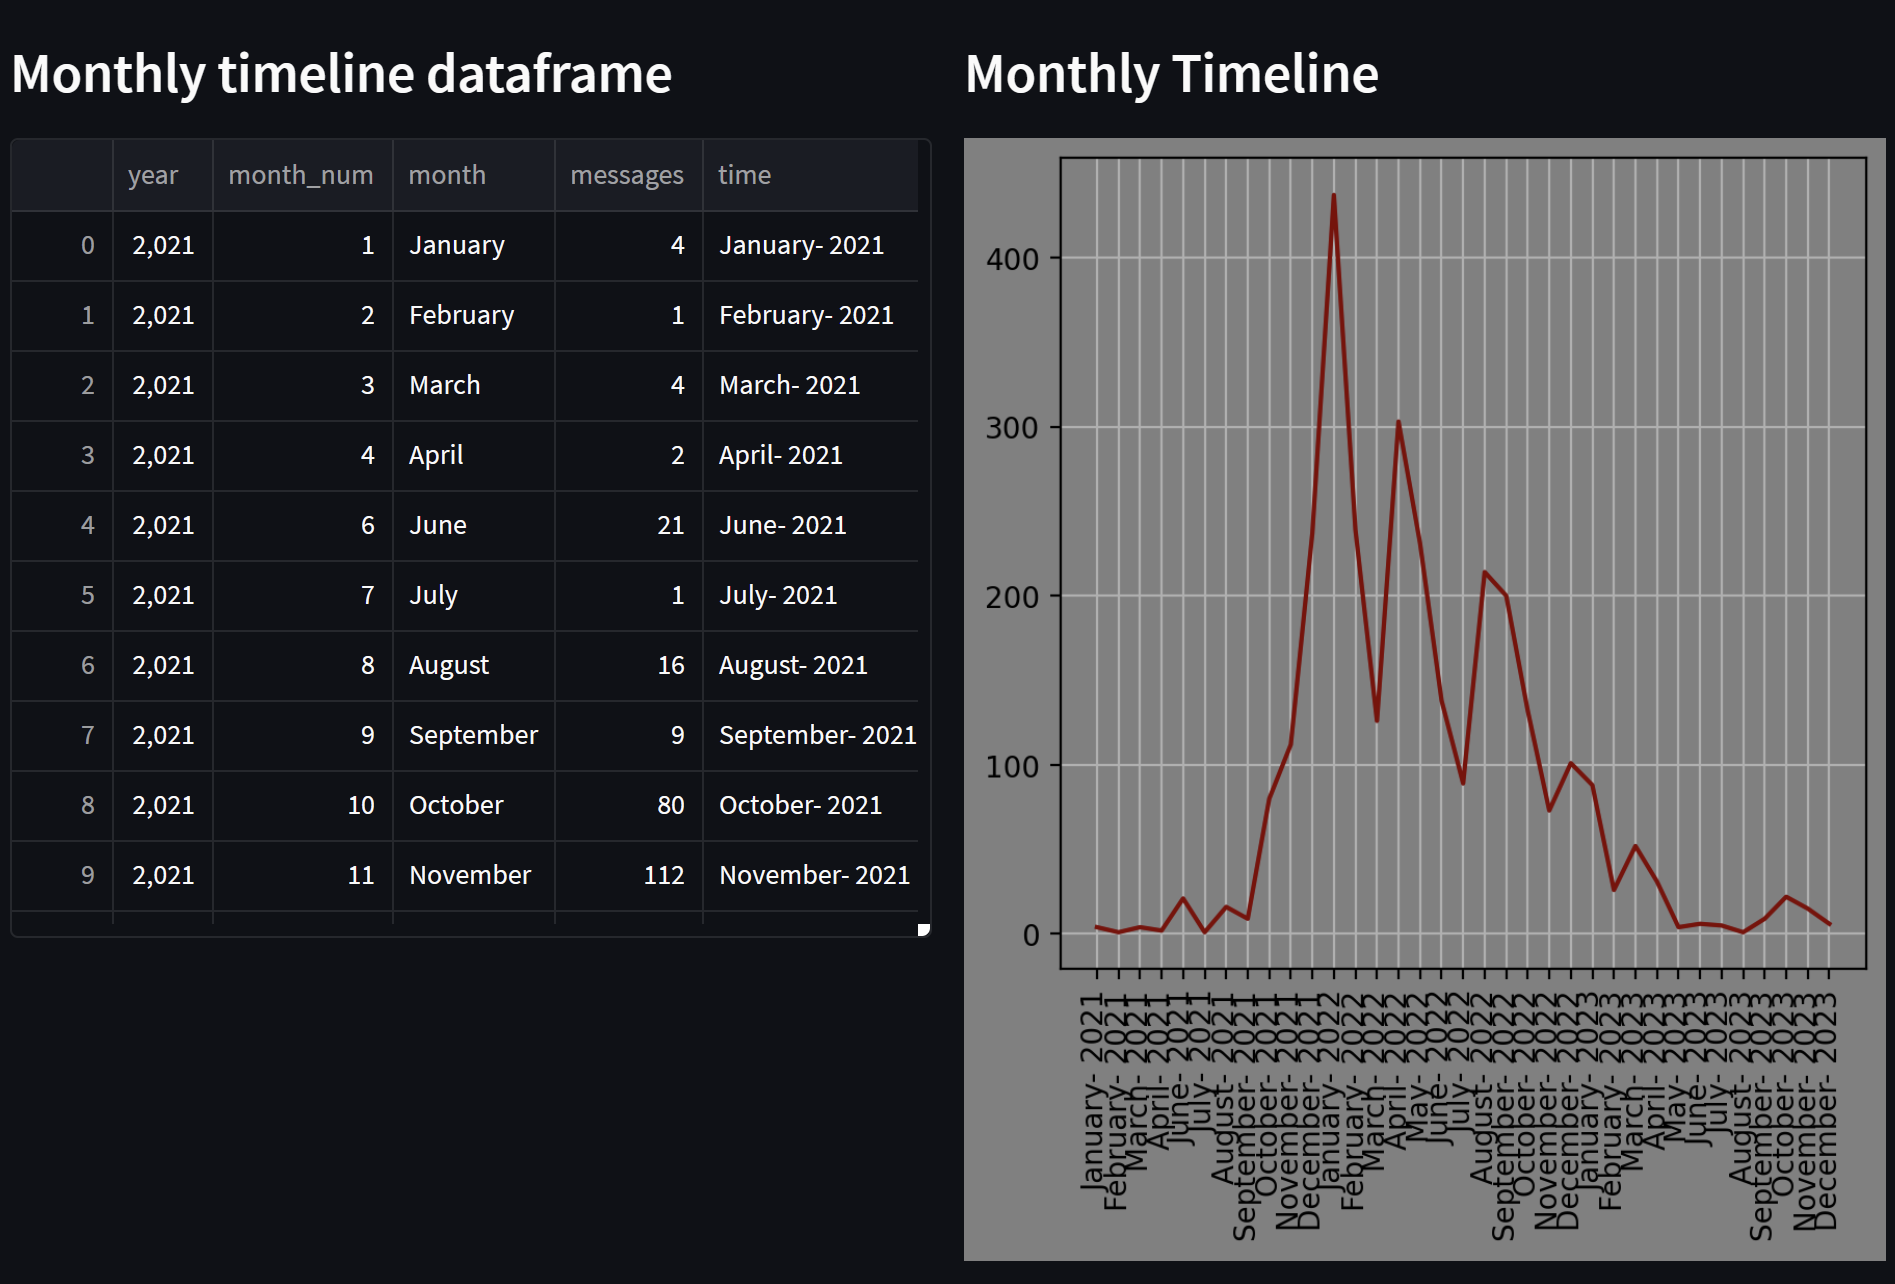 Monthly timeline dataframe
year month_num month messages time
0 2,021 1 January 4 January- 2021
1 2,021 2 February 1 February- 2021
2 2,021 3 March 4 March- 2021
3 2,021 4 April 2 April- 2021
4 2,021 6 June 21 June- 2021
5 2,021 7 July 1 July- 2021
6 2,021 8 August 16 August- 2021
7 2,021 9 September 9 September- 2021
8 2,021 10 October 80 October- 2021
9 2,021 11 November 112 November- 2021
Monthly Timeline
400
300
200
100
0
January- 2021
February- 2021
March- 2021
April- 2021
June- 2021
July- 2021
August- 2021
September- 2021
October- 2021
November- 2021
December- 2021
January- 2022
February- 2022
March- 2022
April- 2022
May- 2022
June- 2022
July- 2022
August- 2022
September- 2022
October- 2022
November- 2022
December- 2022
January- 2023
February- 2023
March- 2023
April- 2023
May- 2023
June- 2023
July- 2023
August- 2023
September- 2023
October- 2023
November- 2023
December- 2023